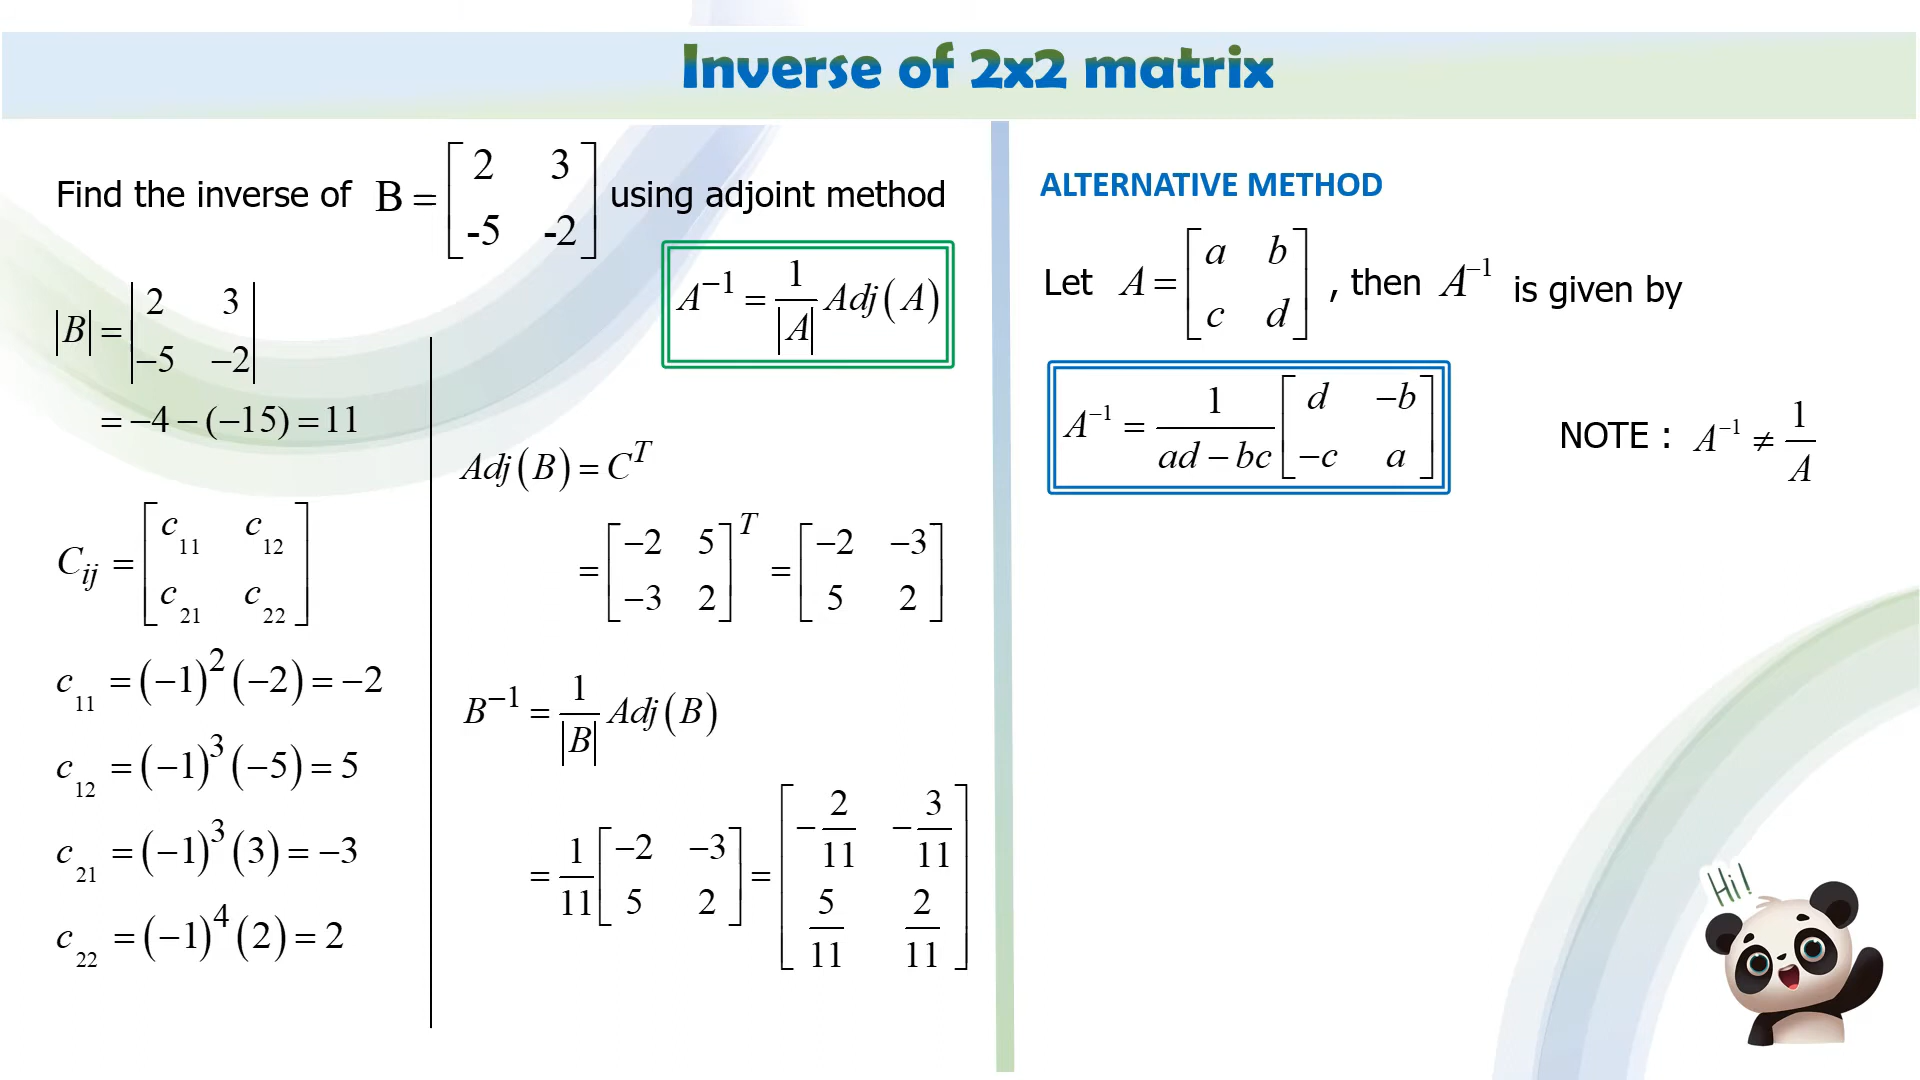 Inverse of 2x2 matrix
Find the inverse of B = [2 3; -5 -2] using adjoint method
A⁻¹ = 1/|A| Adj(A)
|B| = |2 3; −5 −2|
= −4 − (−15) = 11
C_ij = [c₁₁ c₁₂; c₂₁ c₂₂]
c₁₁ = (−1)² (−2) = −2
c₁₂ = (−1)³ (−5) = 5
c₂₁ = (−1)³ (3) = −3
c₂₂ = (−1)⁴ (2) = 2
Adj(B) = Cᵀ
= [−2 5; −3 2]ᵀ = [−2 −3; 5 2]
B⁻¹ = 1/|B| Adj(B)
= 1/11 [−2 −3; 5 2] = [−2/11 −3/11; 5/11 2/11]
ALTERNATIVE METHOD
Let A = [a b; c d] , then A⁻¹ is given by
A⁻¹ = 1/(ad − bc) [d −b; −c a]
NOTE : A⁻¹ ≠ 1/A
Hi!